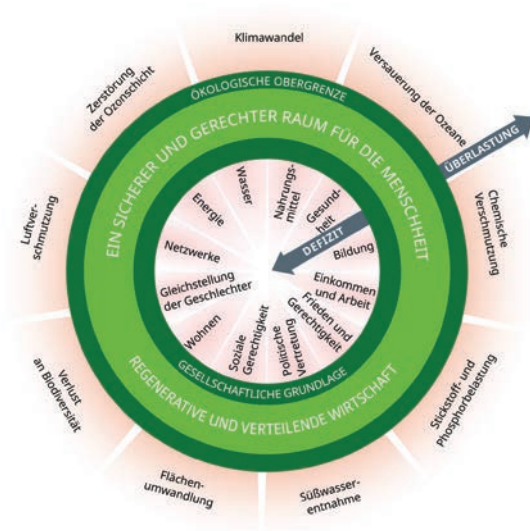 Klimawandel
Versauerung der Ozeane
Chemische
Verschmutzung
Stickstoff- und
Phosphorbelastung
Süßwasser-
entnahme
Flächen-
umwandlung
Verlust
an Biodiversität
Luftver-
schmutzung
Zerstörung
der Ozonschicht
ÖKOLOGISCHE OBERGRENZE
EIN SICHERER UND GERECHTER RAUM FÜR DIE MENSCHHEIT
ÜBERLASTUNG
DEFIZIT
Wasser
Nahrungs-
mittel
Gesund-
heit
Bildung
Einkommen
und Arbeit
Frieden und
Gerechtigkeit
Politische
Vertretung
Soziale
Gerechtigkeit
Wohnen
Gleichstellung
der Geschlechter
Netzwerke
Energie
GESELLSCHAFTLICHE GRUNDLAGE
REGENERATIVE UND VERTEILENDE WIRTSCHAFT